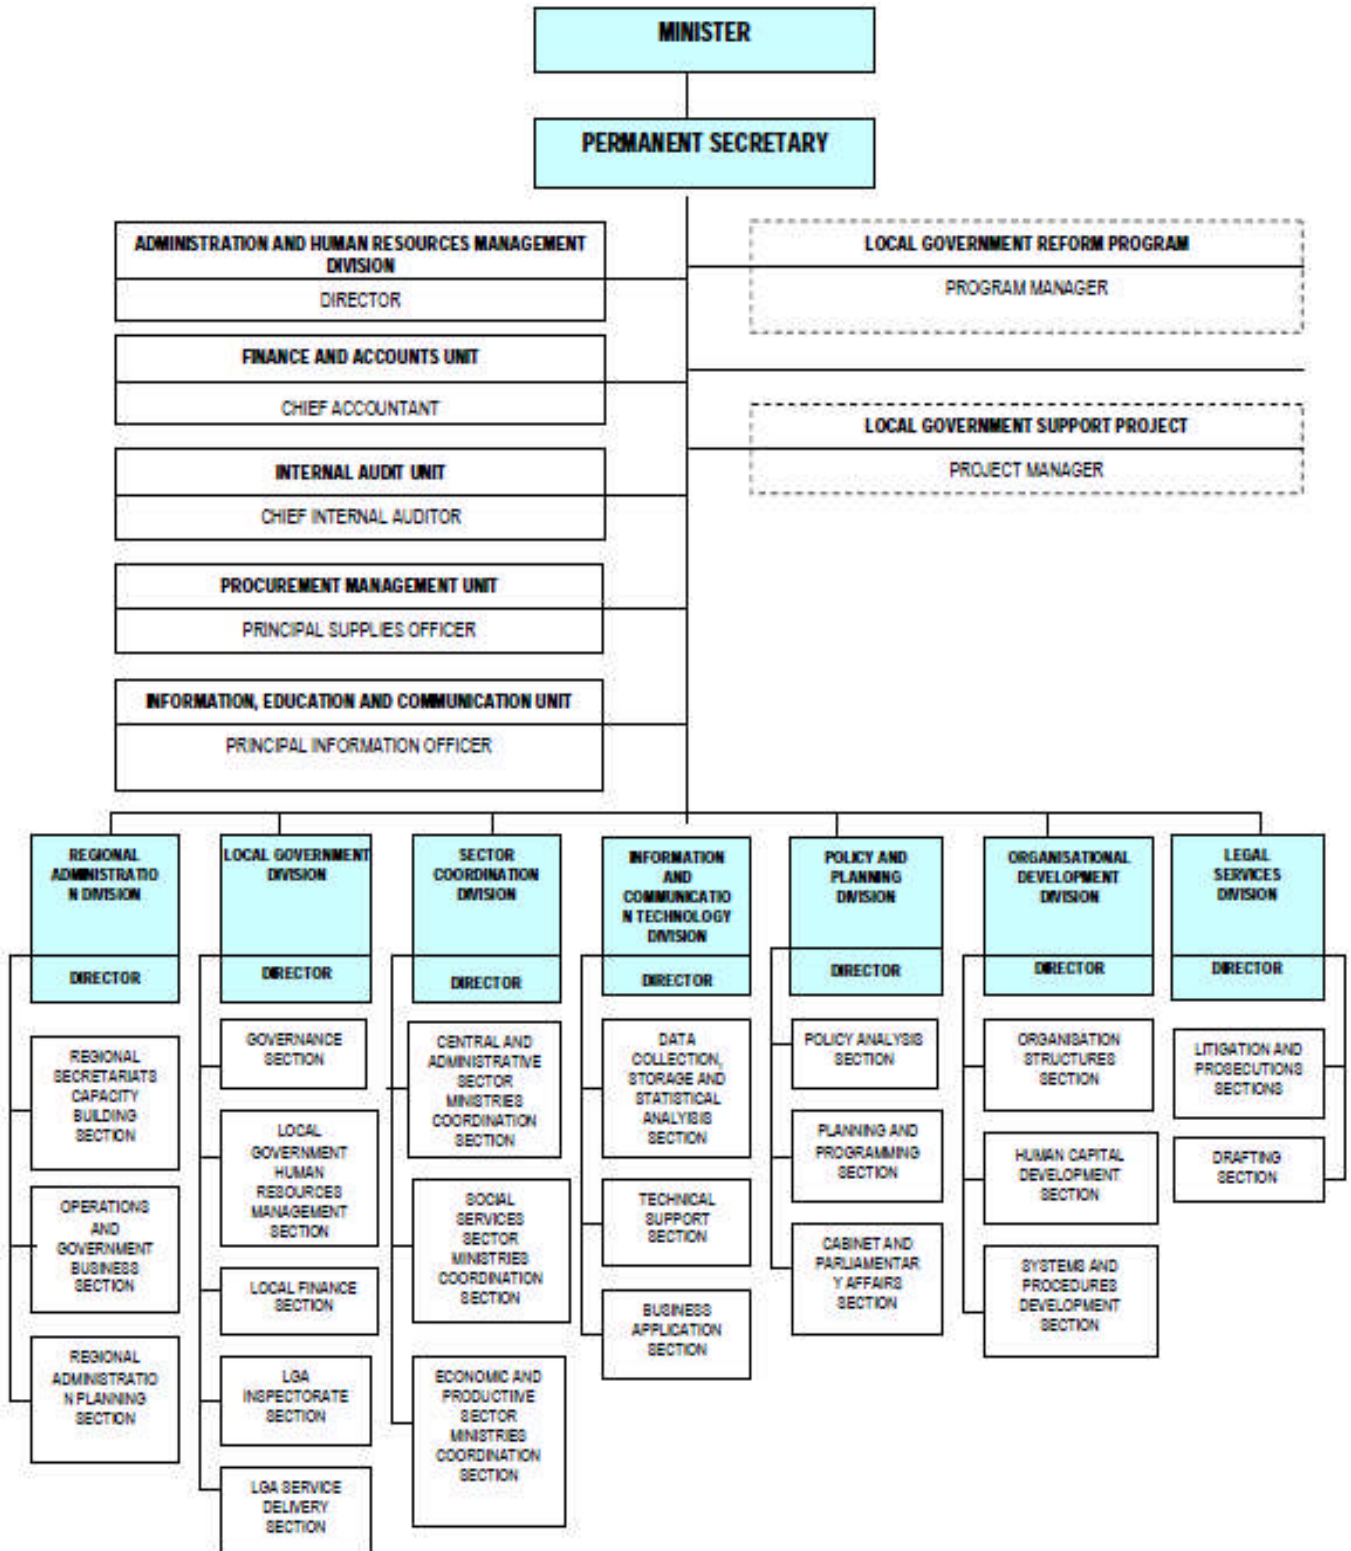 MINISTER
PERMANENT SECRETARY
ADMINISTRATION AND HUMAN RESOURCES MANAGEMENT
DIVISION
DIRECTOR
FINANCE AND ACCOUNTS UNIT
CHIEF ACCOUNTANT
INTERNAL AUDIT UNIT
CHIEF INTERNAL AUDITOR
PROCUREMENT MANAGEMENT UNIT
PRINCIPAL SUPPLIES OFFICER
INFORMATION, EDUCATION AND COMMUNICATION UNIT
PRINCIPAL INFORMATION OFFICER
LOCAL GOVERNMENT REFORM PROGRAM
PROGRAM MANAGER
LOCAL GOVERNMENT SUPPORT PROJECT
PROJECT MANAGER
REGIONAL
ADMINISTRATIO
N DIVISION
DIRECTOR
REGIONAL
SECRETARIATS
CAPACITY
BUILDING
SECTION
OPERATIONS
AND
GOVERNMENT
BUSINESS
SECTION
REGIONAL
ADMINISTRATIO
N PLANNING
SECTION
LOCAL GOVERNMENT
DIVISION
DIRECTOR
GOVERNANCE
SECTION
LOCAL
GOVERNMENT
HUMAN
RESOURCES
MANAGEMENT
SECTION
LOCAL FINANCE
SECTION
LGA
INSPECTORATE
SECTION
LGA SERVICE
DELIVERY
SECTION
SECTOR
COORDINATION
DIVISION
DIRECTOR
CENTRAL AND
ADMINISTRATIVE
SECTOR
MINISTRIES
COORDINATION
SECTION
SOCIAL
SERVICES
SECTOR
MINISTRIES
COORDINATION
SECTION
ECONOMIC AND
PRODUCTIVE
SECTOR
MINISTRIES
COORDINATION
SECTION
INFORMATION
AND
COMMUNICATIO
N TECHNOLOGY
DIVISION
DIRECTOR
DATA
COLLECTION,
STORAGE AND
STATISTICAL
ANALYISIS
SECTION
TECHNICAL
SUPPORT
SECTION
BUSINESS
APPLICATION
SECTION
POLICY AND
PLANNING
DIVISION
DIRECTOR
POLICY ANALYSIS
SECTION
PLANNING AND
PROGRAMMING
SECTION
CABINET AND
PARLIAMENTAR
Y AFFAIRS
SECTION
ORGANISATIONAL
DEVELOPMENT
DIVISION
DIRECTOR
ORGANISATION
STRUCTURES
SECTION
HUMAN CAPITAL
DEVELOPMENT
SECTION
SYSTEMS AND
PROCEDURES
DEVELOPMENT
SECTION
LEGAL
SERVICES
DIVISION
DIRECTOR
LITIGATION AND
PROSECUTIONS
SECTIONS
DRAFTING
SECTION